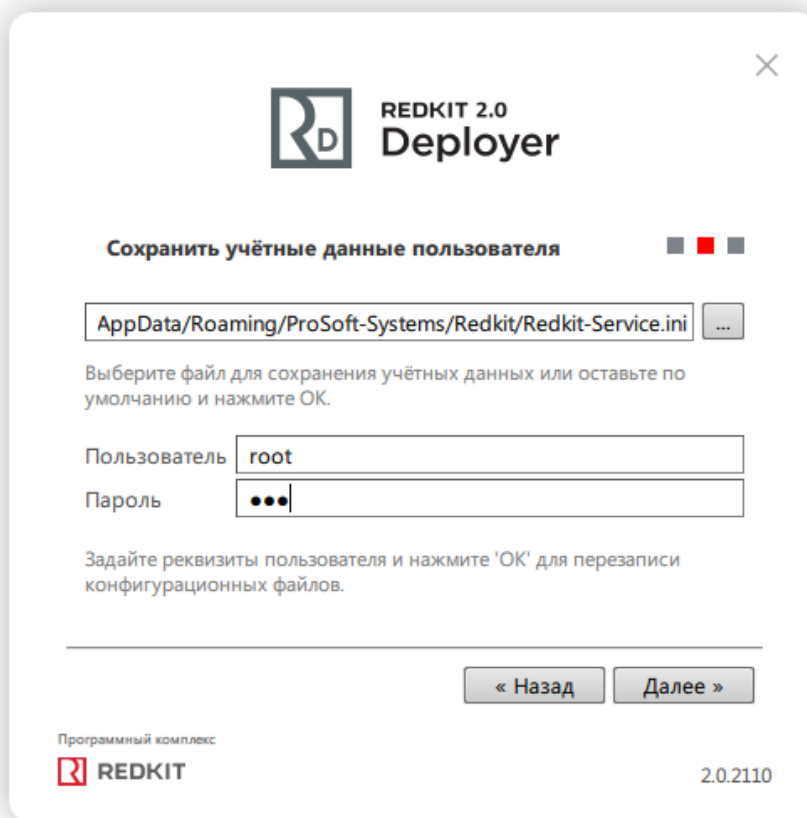 REDKIT 2.0
Deployer
Сохранить учётные данные пользователя
AppData/Roaming/ProSoft-Systems/Redkit/Redkit-Service.ini ...
Выберите файл для сохранения учётных данных или оставьте по
умолчанию и нажмите ОК.
Пользователь root
Пароль •••
Задайте реквизиты пользователя и нажмите 'ОК' для перезаписи
конфигурационных файлов.
« Назад Далее »
Программный комплекс
REDKIT
2.0.2110